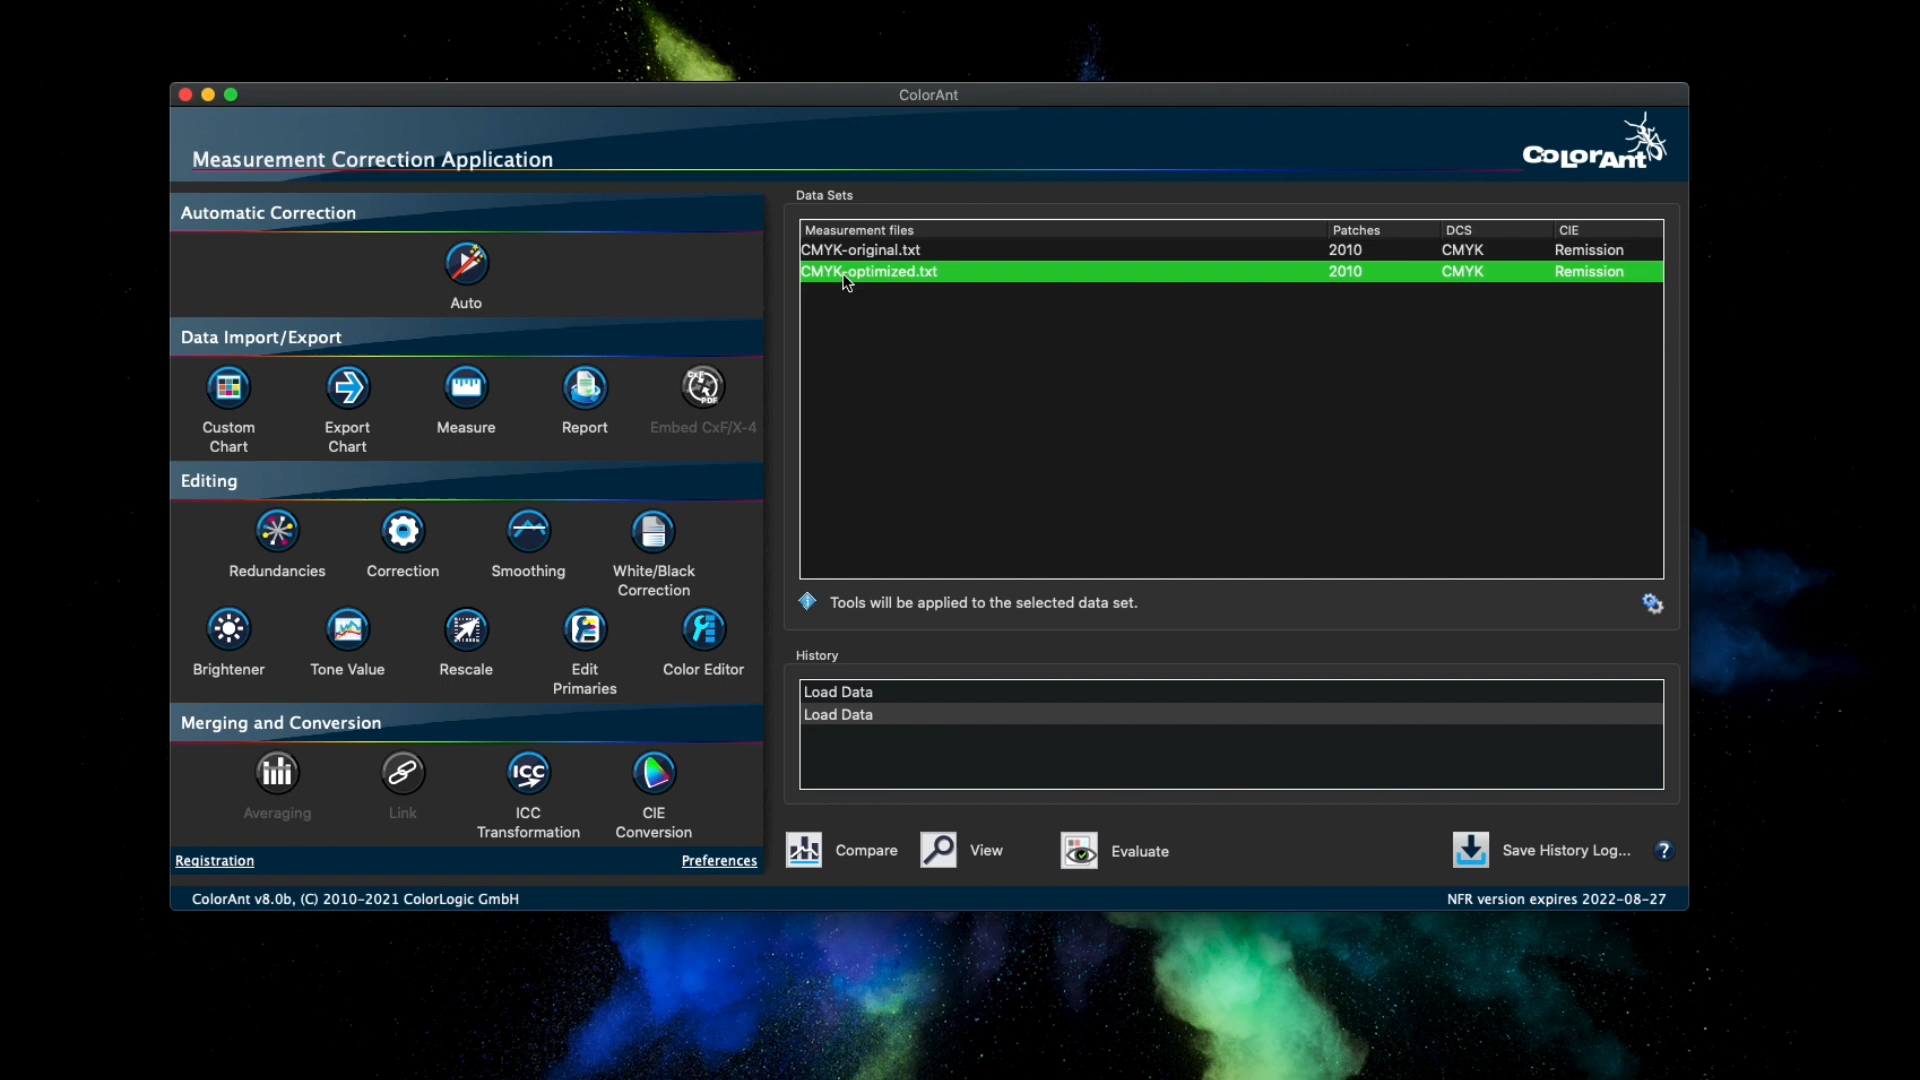 ColorAnt
Measurement Correction Application
ColorAnt
Automatic Correction
Auto
Data Import/Export
Custom Chart
Export Chart
Measure
Report
CxF
PDF
Embed CxF/X-4
Editing
Redundancies
Correction
Smoothing
White/Black Correction
Brightener
Tone Value
Rescale
Edit Primaries
Color Editor
Merging and Conversion
Averaging
Link
ICC
ICC Transformation
CIE Conversion
Registration
Preferences
Data Sets
Measurement files Patches DCS CIE
CMYK-original.txt 2010 CMYK Remission
CMYK-optimized.txt 2010 CMYK Remission
Tools will be applied to the selected data set.
History
Load Data
Load Data
Compare
View
Evaluate
Save History Log...
?
ColorAnt v8.0b, (C) 2010-2021 ColorLogic GmbH
NFR version expires 2022-08-27